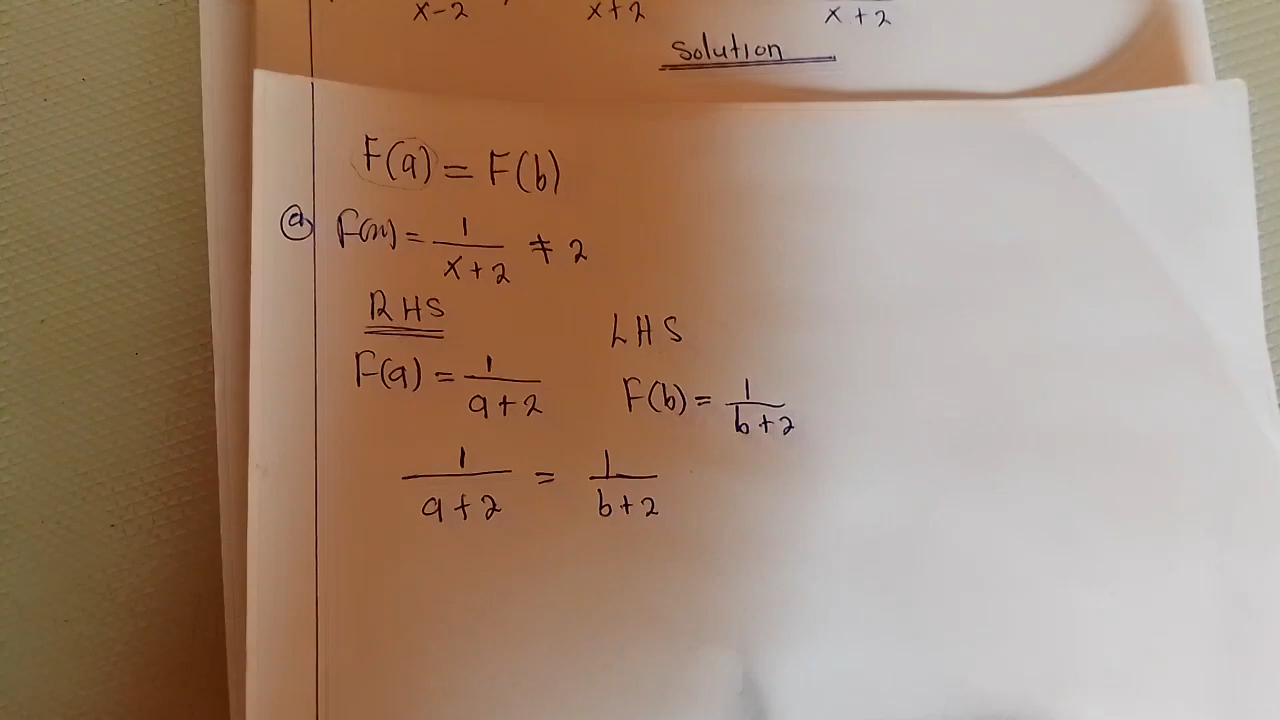 x-2 , x+2 x+2
Solution
F(a) = F(b)
(a) F(x) = 1/(x+2) ≠ 2
RHS LHS
F(a) = 1/(a+2) F(b) = 1/(b+2)
1/(a+2) = 1/(b+2)